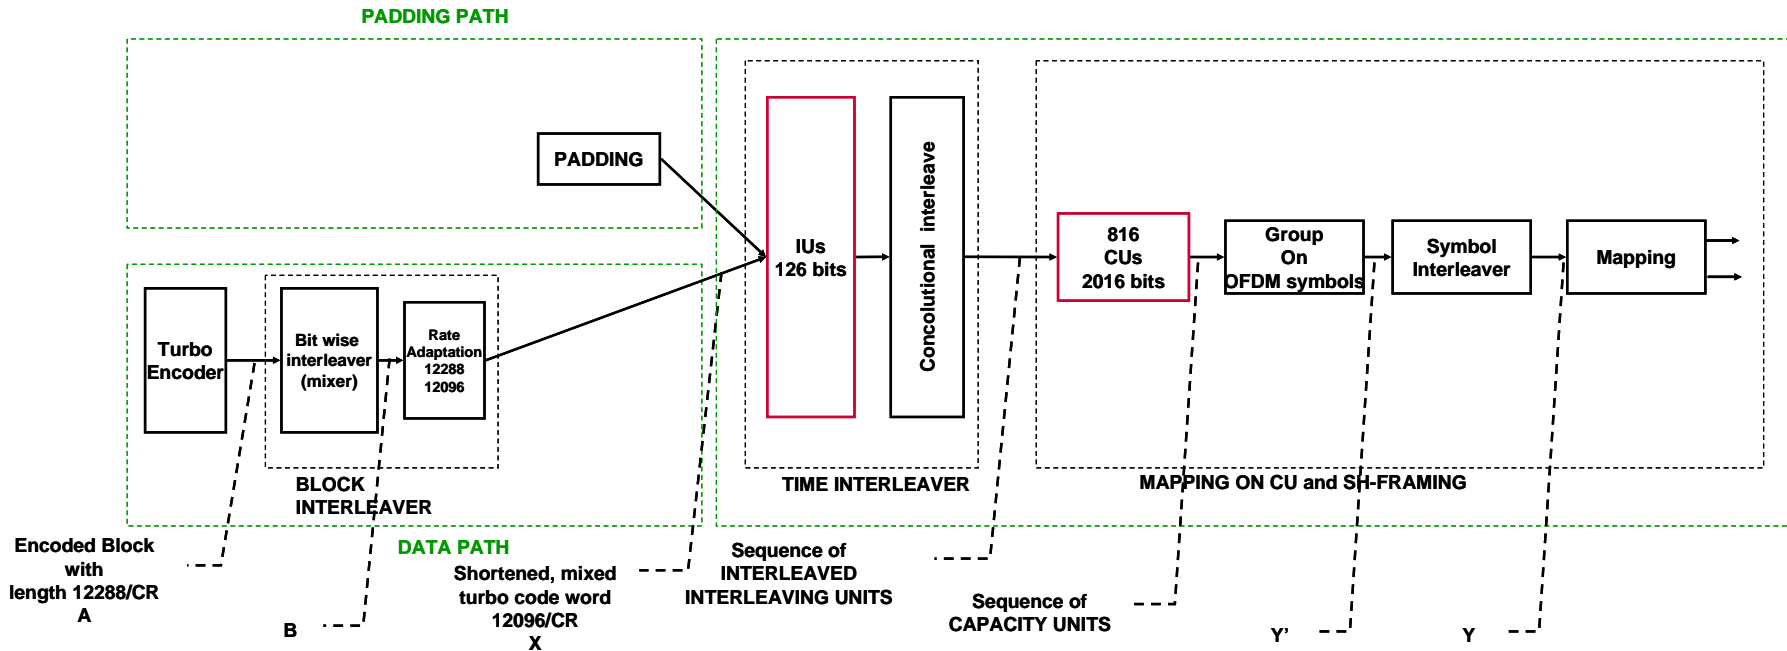 PADDING PATH
PADDING
IUs
126 bits
Concolutional interleave
816
CUs
2016 bits
Group
On
OFDM symbols
Symbol
Interleaver
Mapping
Turbo
Encoder
Bit wise
interleaver
(mixer)
Rate
Adaptation
12288
12096
BLOCK
INTERLEAVER
TIME INTERLEAVER
MAPPING ON CU and SH-FRAMING
DATA PATH
Encoded Block
with
length 12288/CR
A
B
Shortened, mixed
turbo code word
12096/CR
X
Sequence of
INTERLEAVED
INTERLEAVING UNITS
Sequence of
CAPACITY UNITS
Y’
Y